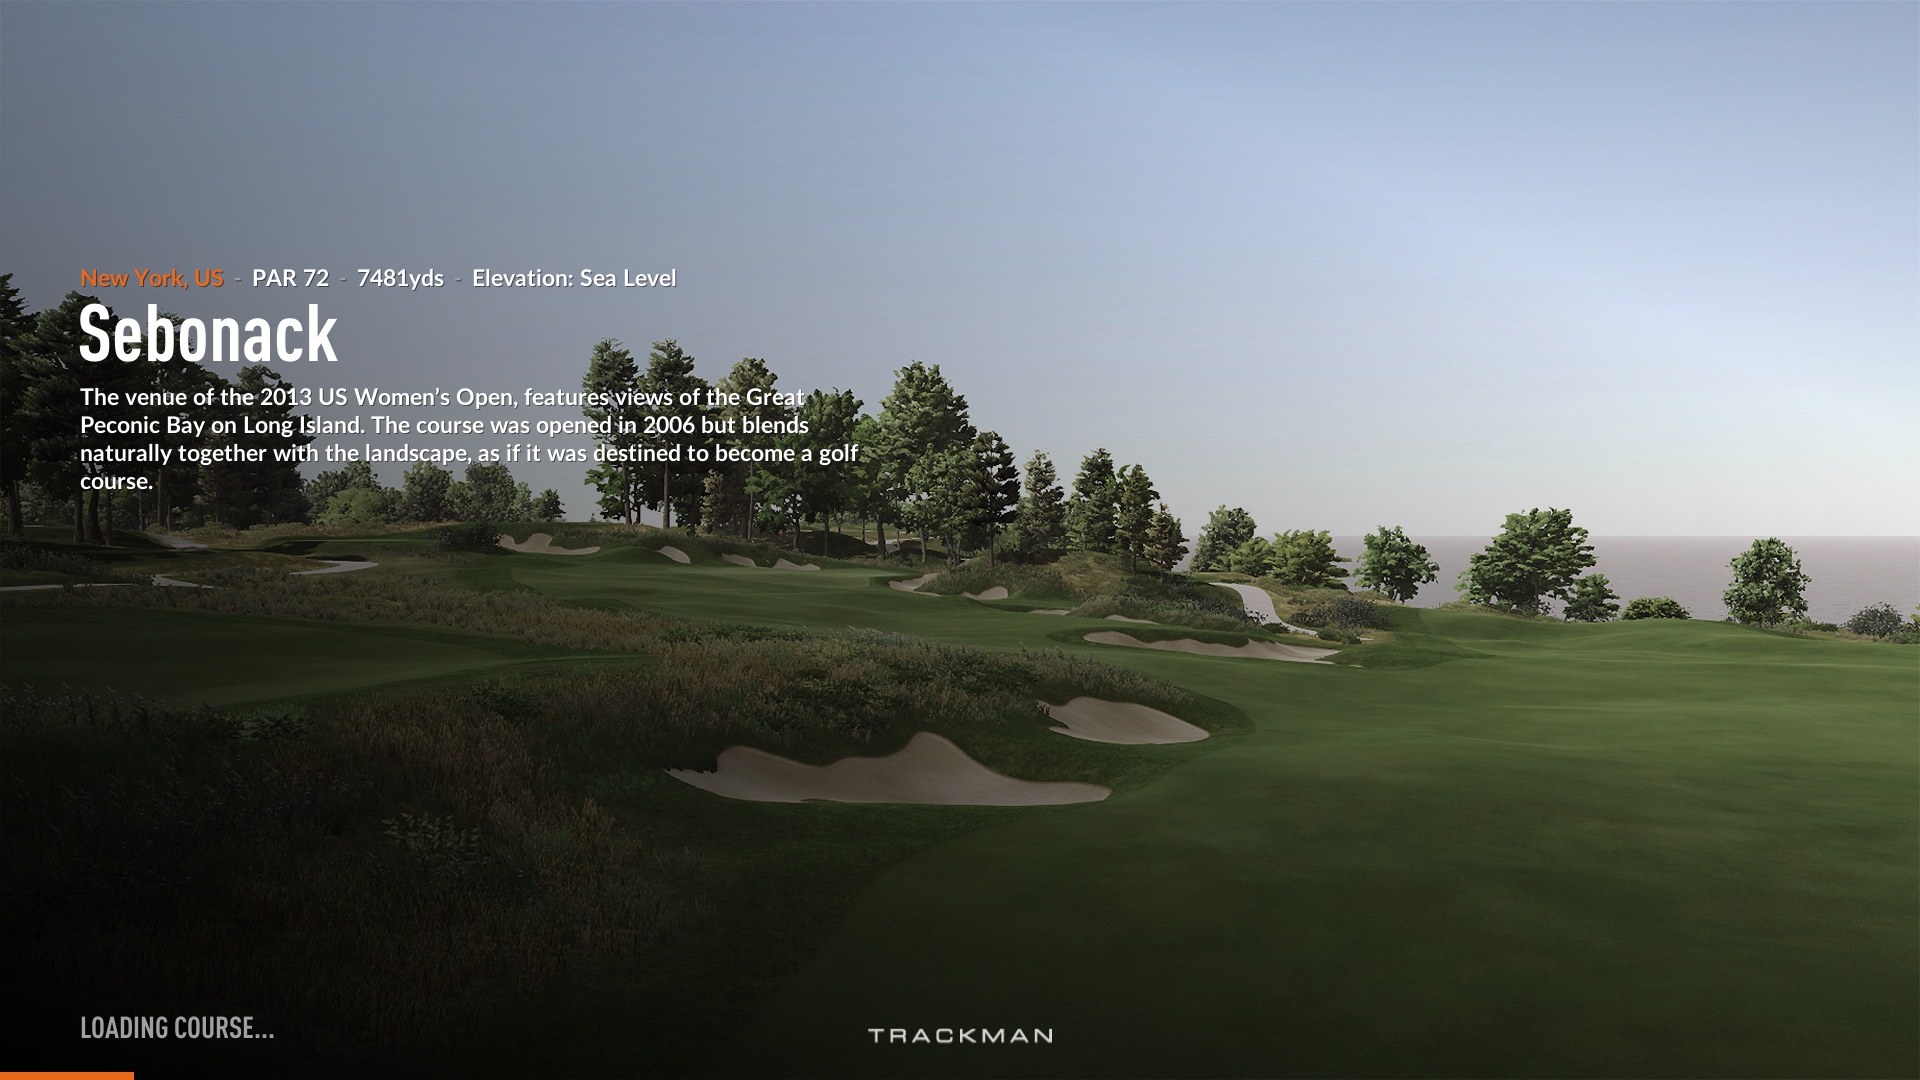 New York, US - PAR 72 - 7481yds - Elevation: Sea Level
Sebonack
The venue of the 2013 US Women’s Open, features views of the Great
Peconic Bay on Long Island. The course was opened in 2006 but blends
naturally together with the landscape, as if it was destined to become a golf
course.
LOADING COURSE...
TRACKMAN